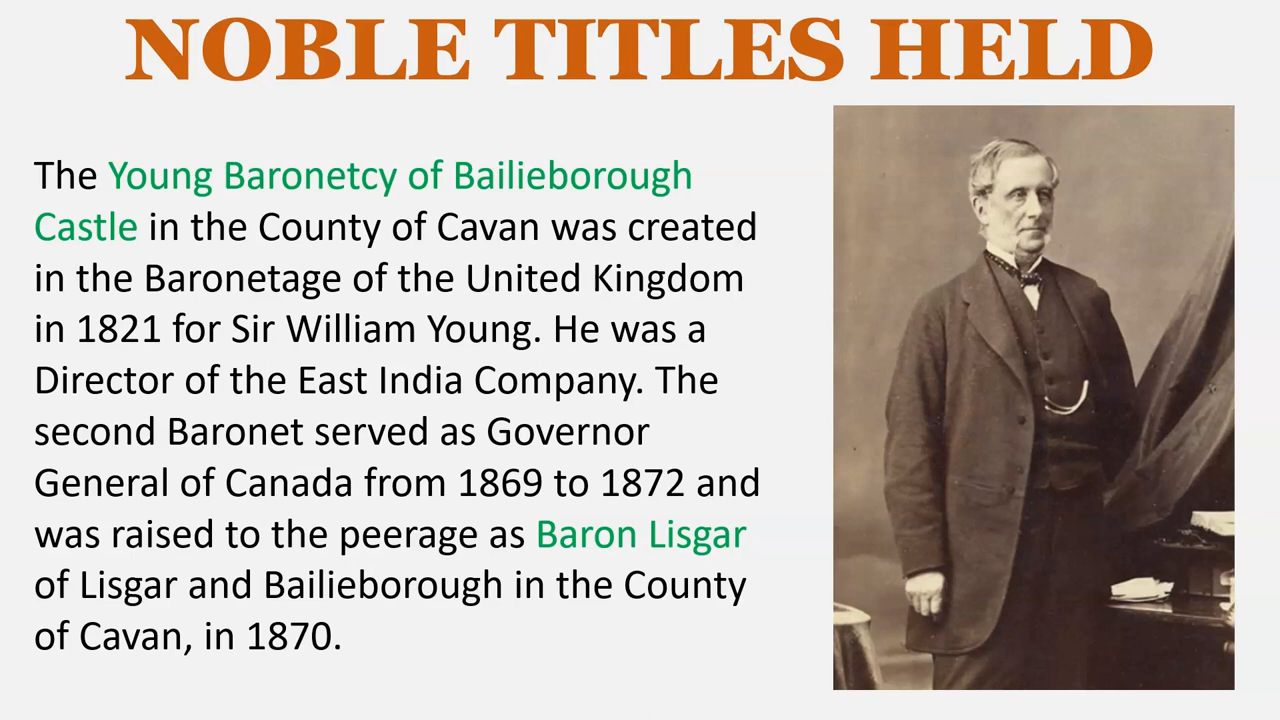 NOBLE TITLES HELD
The Young Baronetcy of Bailieborough
Castle in the County of Cavan was created
in the Baronetage of the United Kingdom
in 1821 for Sir William Young. He was a
Director of the East India Company. The
second Baronet served as Governor
General of Canada from 1869 to 1872 and
was raised to the peerage as Baron Lisgar
of Lisgar and Bailieborough in the County
of Cavan, in 1870.